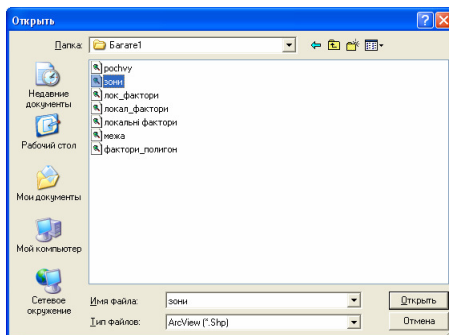 Открыть
Папка: Багате1
pochvy
зони
лок_фактори
локал_фактори
локальні фактори
межа
фактори_полигон
Недавние документы
Рабочий стол
Мои документы
Мой компьютер
Сетевое окружение
Имя файла: зони Открыть
Тип файлов: ArcView (*.Shp) Отмена